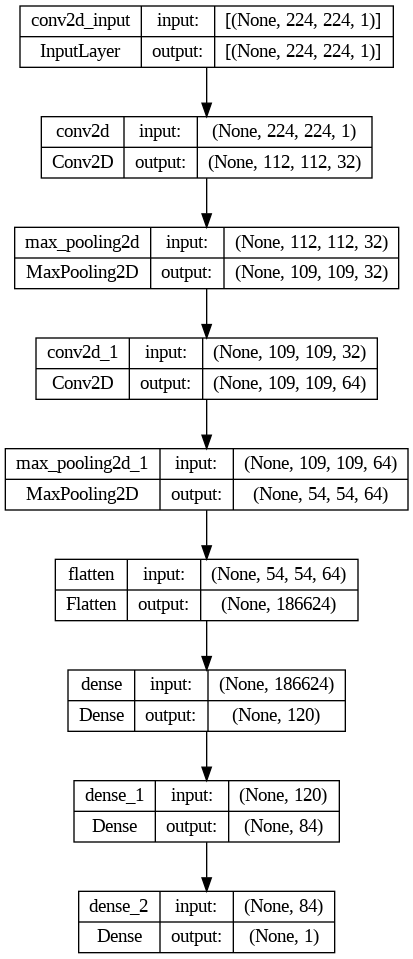 conv2d_input input: [(None, 224, 224, 1)]
InputLayer output: [(None, 224, 224, 1)]
conv2d input: (None, 224, 224, 1)
Conv2D output: (None, 112, 112, 32)
max_pooling2d input: (None, 112, 112, 32)
MaxPooling2D output: (None, 109, 109, 32)
conv2d_1 input: (None, 109, 109, 32)
Conv2D output: (None, 109, 109, 64)
max_pooling2d_1 input: (None, 109, 109, 64)
MaxPooling2D output: (None, 54, 54, 64)
flatten input: (None, 54, 54, 64)
Flatten output: (None, 186624)
dense input: (None, 186624)
Dense output: (None, 120)
dense_1 input: (None, 120)
Dense output: (None, 84)
dense_2 input: (None, 84)
Dense output: (None, 1)